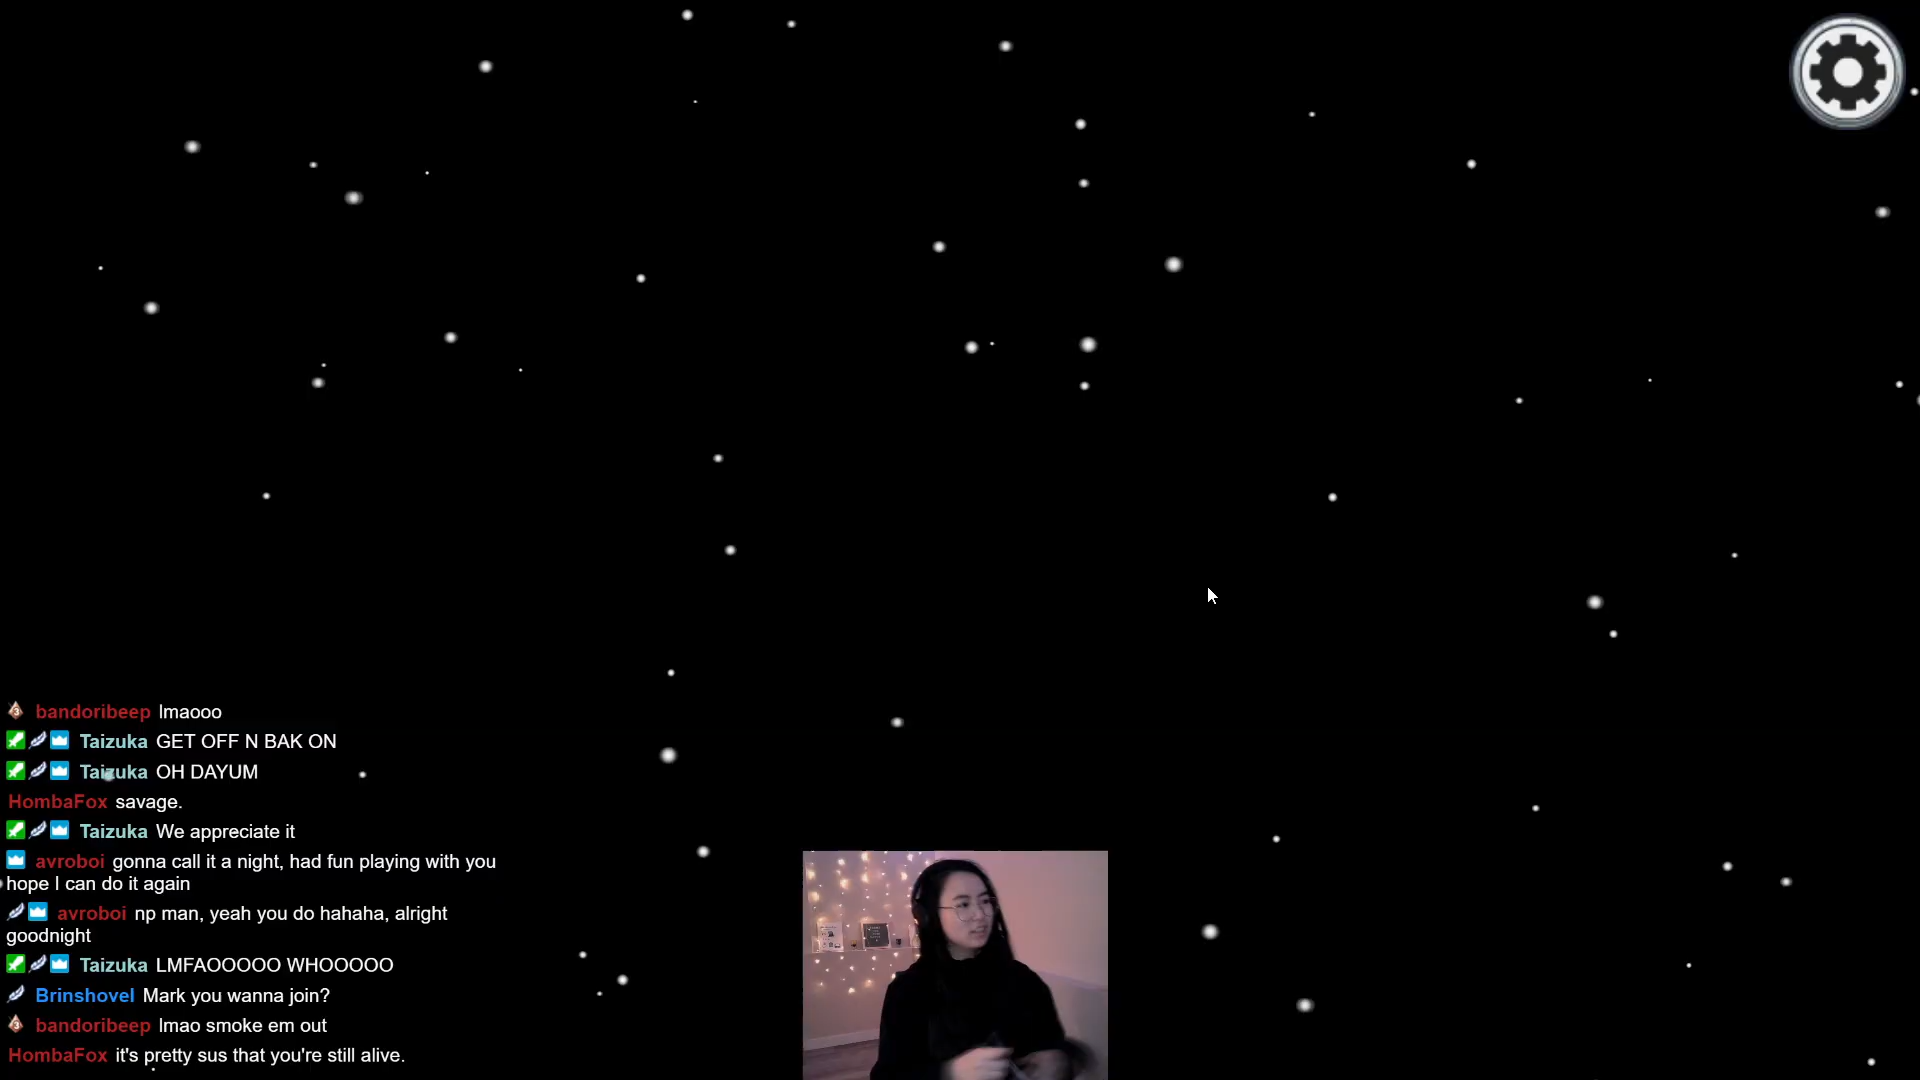 bandoribeep lmaooo
Taizuka GET OFF N BAK ON
Taizuka OH DAYUM
HombaFox savage.
Taizuka We appreciate it
avroboi gonna call it a night, had fun playing with you
hope I can do it again
avroboi np man, yeah you do hahaha, alright
goodnight
Taizuka LMFAOOOOO WHOOOOO
Brinshovel Mark you wanna join?
bandoribeep lmao smoke em out
HombaFox it's pretty sus that you're still alive.